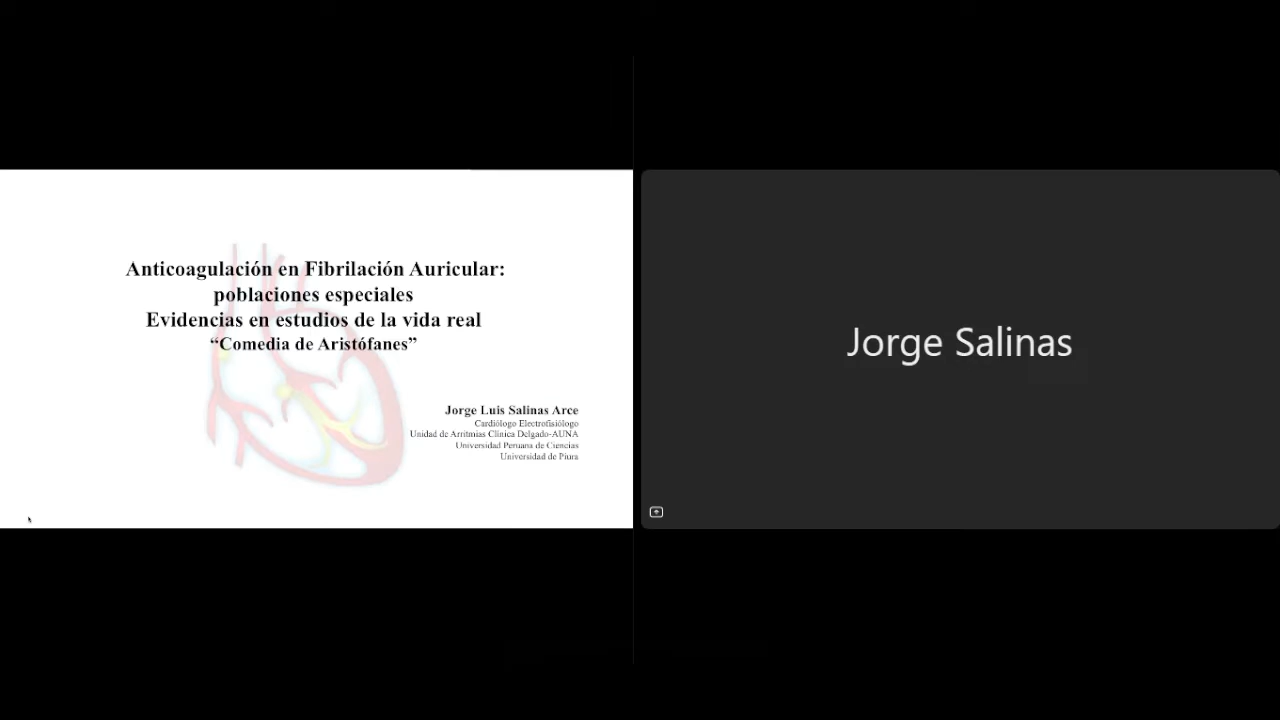 Anticoagulación en Fibrilación Auricular:
poblaciones especiales
Evidencias en estudios de la vida real
“Comedia de Aristófanes”
Jorge Luis Salinas Arce
Cardiólogo Electrofisiólogo
Unidad de Arritmias Clínica Delgado-AUNA
Universidad Peruana de Ciencias
Universidad de Piura
Jorge Salinas